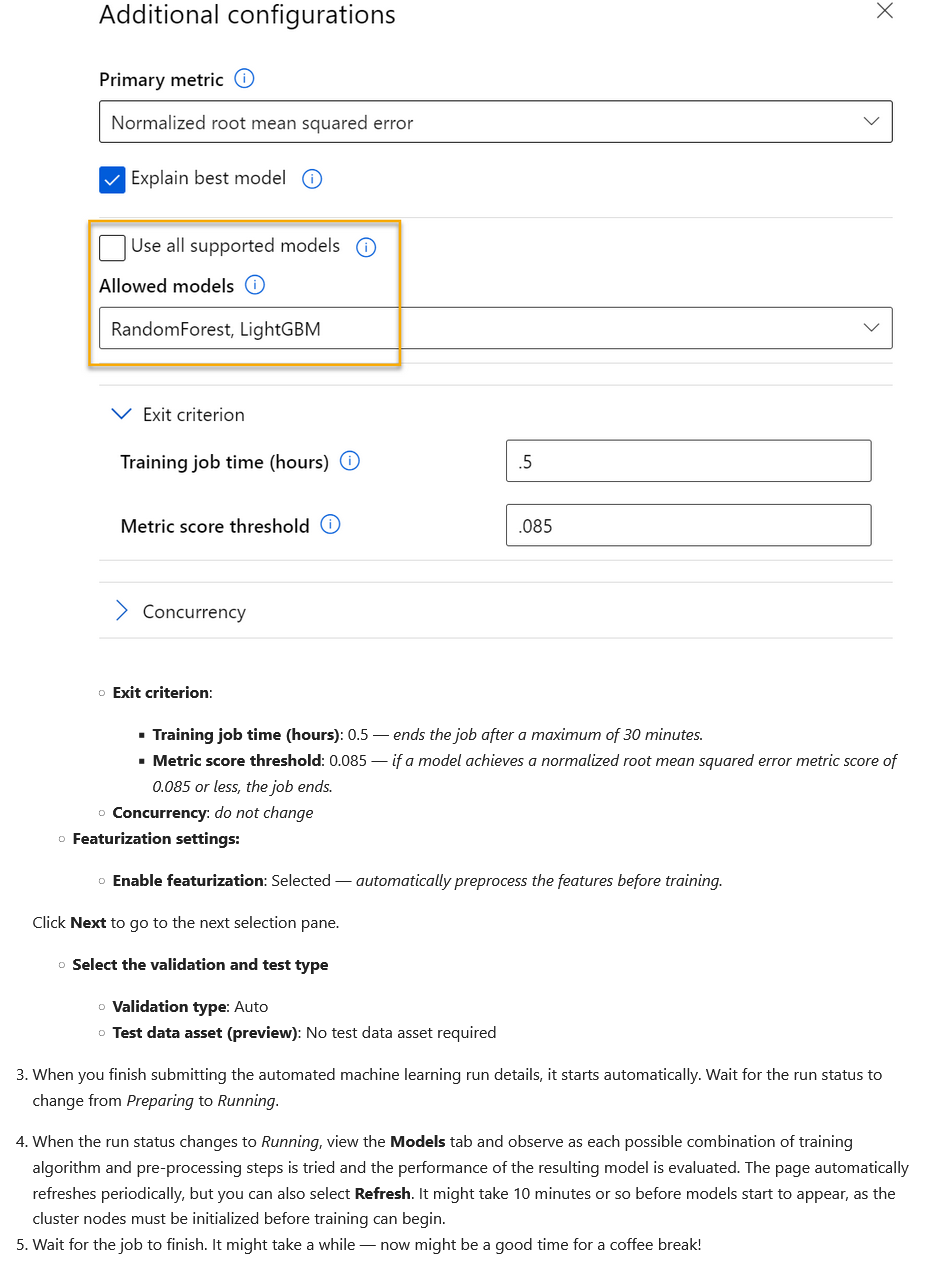 Additional configurations
Primary metric
Normalized root mean squared error
Explain best model
Use all supported models
Allowed models
RandomForest, LightGBM
Exit criterion
Training job time (hours)
.5
Metric score threshold
.085
Concurrency
Exit criterion:
Training job time (hours): 0.5 — ends the job after a maximum of 30 minutes.
Metric score threshold: 0.085 — if a model achieves a normalized root mean squared error metric score of
0.085 or less, the job ends.
Concurrency: do not change
Featurization settings:
Enable featurization: Selected — automatically preprocess the features before training.
Click Next to go to the next selection pane.
Select the validation and test type
Validation type: Auto
Test data asset (preview): No test data asset required
3. When you finish submitting the automated machine learning run details, it starts automatically. Wait for the run status to
change from Preparing to Running.
4. When the run status changes to Running, view the Models tab and observe as each possible combination of training
algorithm and pre-processing steps is tried and the performance of the resulting model is evaluated. The page automatically
refreshes periodically, but you can also select Refresh. It might take 10 minutes or so before models start to appear, as the
cluster nodes must be initialized before training can begin.
5. Wait for the job to finish. It might take a while — now might be a good time for a coffee break!